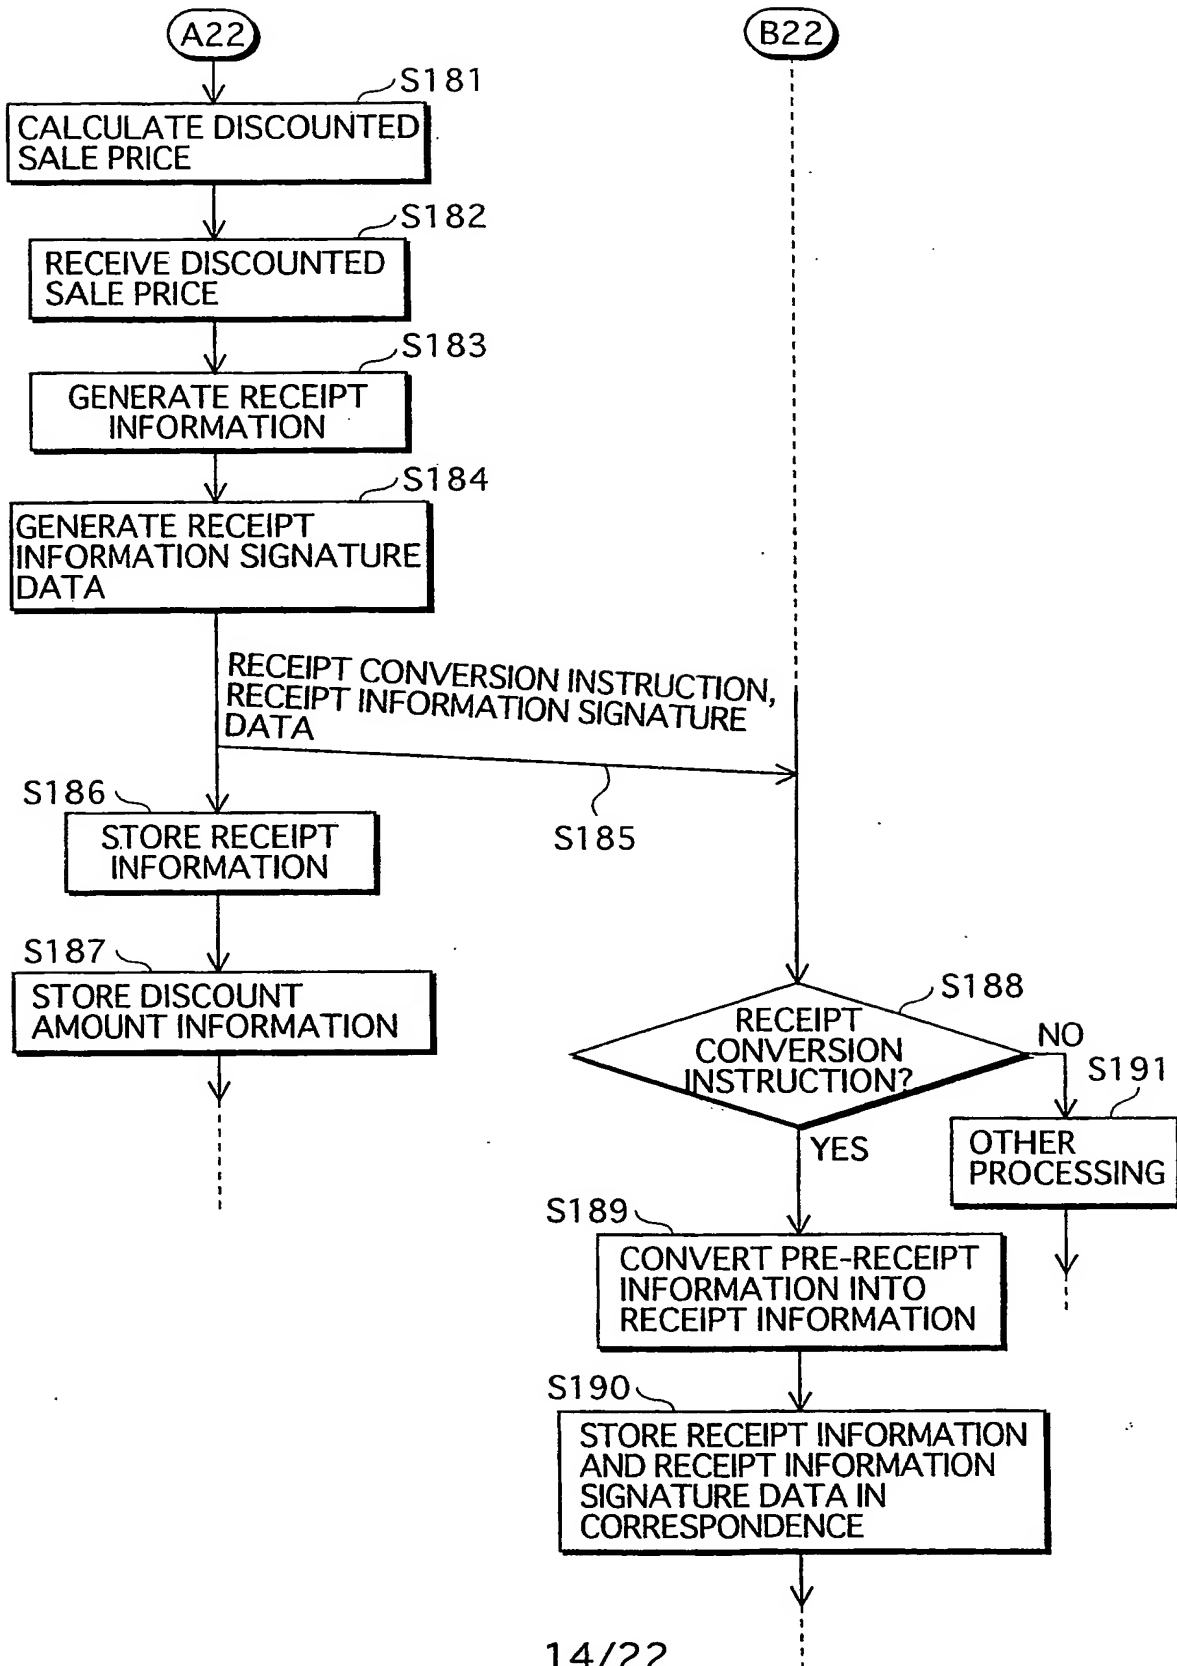 A22
B22
S181
CALCULATE DISCOUNTED
SALE PRICE
S182
RECEIVE DISCOUNTED
SALE PRICE
S183
GENERATE RECEIPT
INFORMATION
S184
GENERATE RECEIPT
INFORMATION SIGNATURE
DATA
RECEIPT CONVERSION INSTRUCTION,
RECEIPT INFORMATION SIGNATURE
DATA
S185
S186
STORE RECEIPT
INFORMATION
S187
STORE DISCOUNT
AMOUNT INFORMATION
S188
RECEIPT
CONVERSION
INSTRUCTION?
NO
YES
S191
OTHER
PROCESSING
S189
CONVERT PRE-RECEIPT
INFORMATION INTO
RECEIPT INFORMATION
S190
STORE RECEIPT INFORMATION
AND RECEIPT INFORMATION
SIGNATURE DATA IN
CORRESPONDENCE
14/22